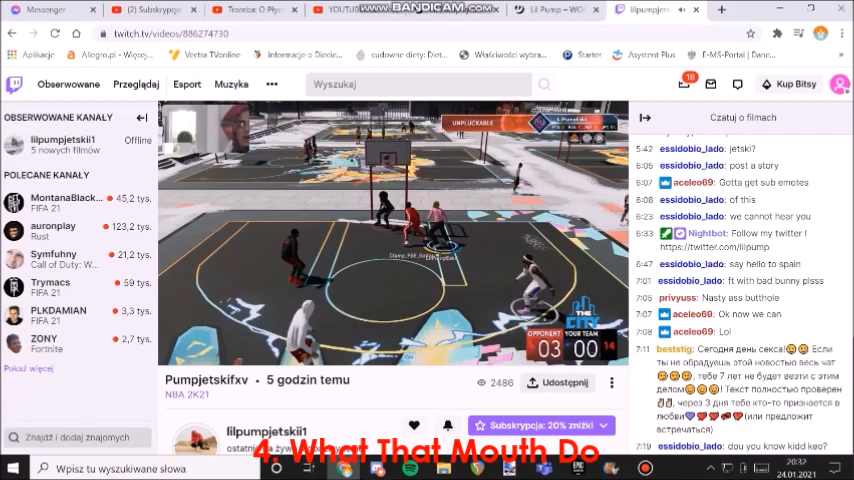 www.BANDICAM.com
Messenger
(2) Subskrypcje
YOUTUB
Lil Pump – WO
lilpumpjetskii
twitch.tv/videos/886274730
Aplikacje
Allegro.pl - Więcej...
Vectra TVonline
Informacje o Diecie...
cudowne diety: Diet...
Właściwości wybra...
Starter
Asystent Plus
E-MS-Portal | Dane...
Obserwowane
Przeglądaj
Esport
Muzyka
Wyszukaj
18
Kup Bitsy
OBSERWOWANE KANAŁY
lilpumpjetskii1
Offline
5 nowych filmów
POLECANE KANAŁY
MontanaBlack...
45,2 tys.
FIFA 21
auronplay
123,2 tys.
Rust
Symfuhny
21,2 tys.
Call of Duty: W...
Trymacs
59 tys.
FIFA 21
PLKDAMIAN
3,3 tys.
FIFA 21
ZONY
2,7 tys.
Fortnite
Pokaż więcej
Znajdź i dodaj znajomych
UNPLUCKABLE
THE CITY
OPPONENT
YOUR TEAM
03
00
14
Pumpjetskifxv • 5 godzin temu
NBA 2K21
2486
Udostępnij
lilpumpjetskii1
Subskrypcja: 20% zniżki
4. What That Mouth Do
Czatuj o filmach
5:42 essidobio_lado: jetski?
6:05 essidobio_lado: post a story
6:07 aceleo69: Gotta get sub emotes
6:08 essidobio_lado: of this
6:23 essidobio_lado: we cannot hear you
6:33 Nightbot: Follow my twitter !
https://twitter.com/lilpump
6:47 essidobio_lado: say hello to spain
7:01 essidobio_lado: ft with bad bunny plsss
7:05 privyuss: Nasty ass butthole
7:07 aceleo69: Ok now we can
7:08 aceleo69: Lol
7:11 beststig: Сегодня день секса! Если
ты не обрадуешь этой новостью весь чат
, тебе 7 лет не будет везти с этим
делом! Текст полностью проверен
, через 3 дня тебе кто-то признается в
любви(или предложит
встречаться)
7:19 essidobio_lado: dou you know kidd keo?
Wpisz tu wyszukiwane słowa
20:32
24.01.2021